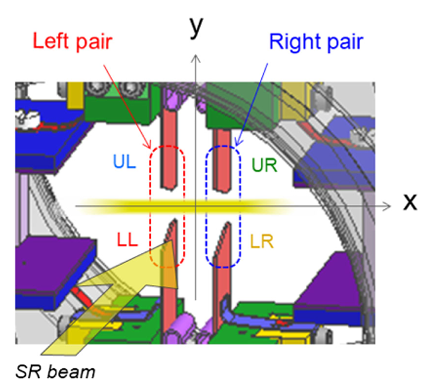 y
Left pair
Right pair
UL
UR
x
LL
LR
SR beam